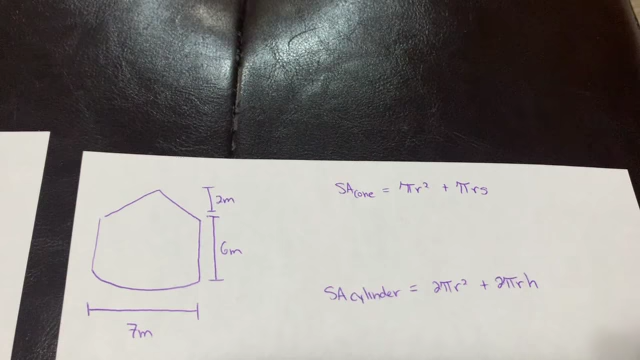 SAcone = πr² + πrs
2m
6m
SAcylinder = 2πr² + 2πrh
7m